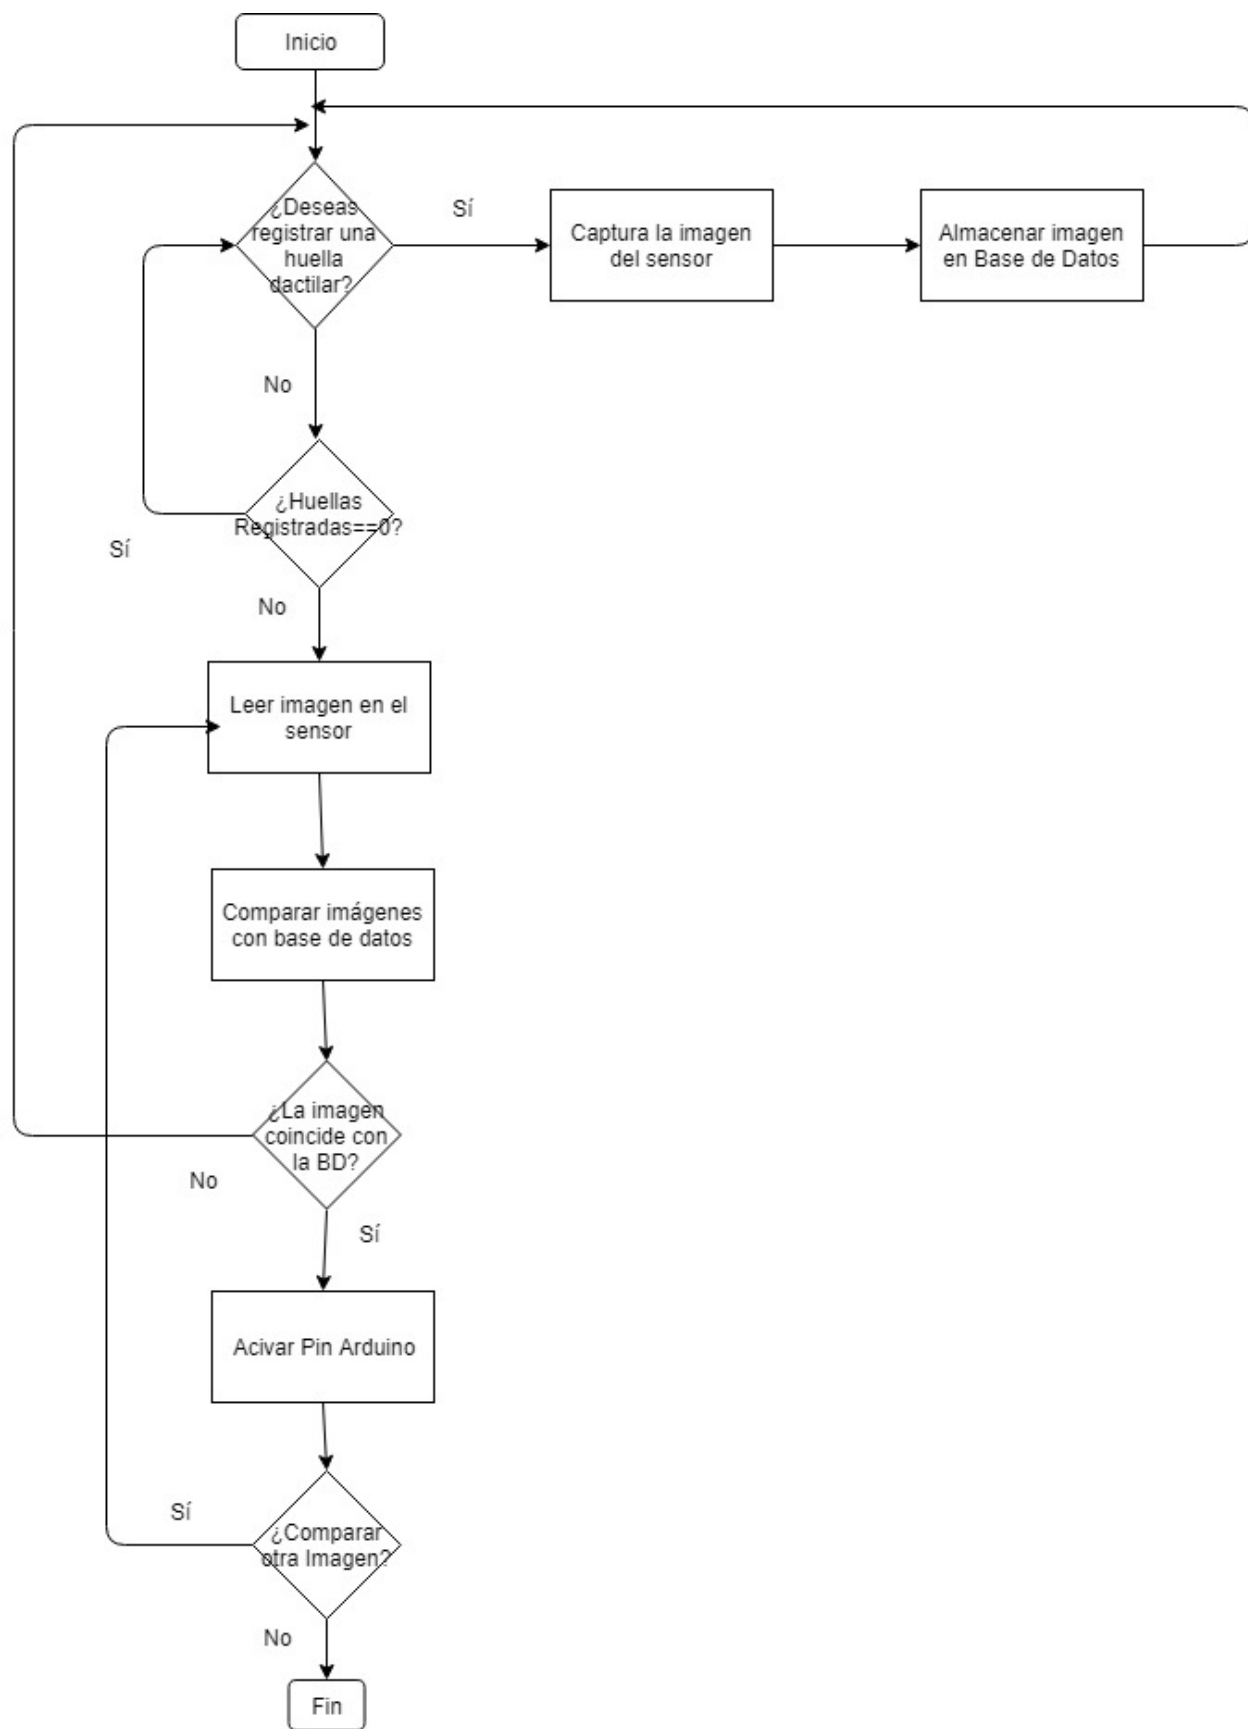 Inicio
¿Deseas
registrar una
huella
dactilar?
Sí
Captura la imagen
del sensor
Almacenar imagen
en Base de Datos
No
¿Huellas
Registradas==0?
Sí
No
Leer imagen en el
sensor
Comparar imágenes
con base de datos
¿La imagen
coincide con
la BD?
No
Sí
Acivar Pin Arduino
Sí
¿Comparar
otra Imagen?
No
Fin